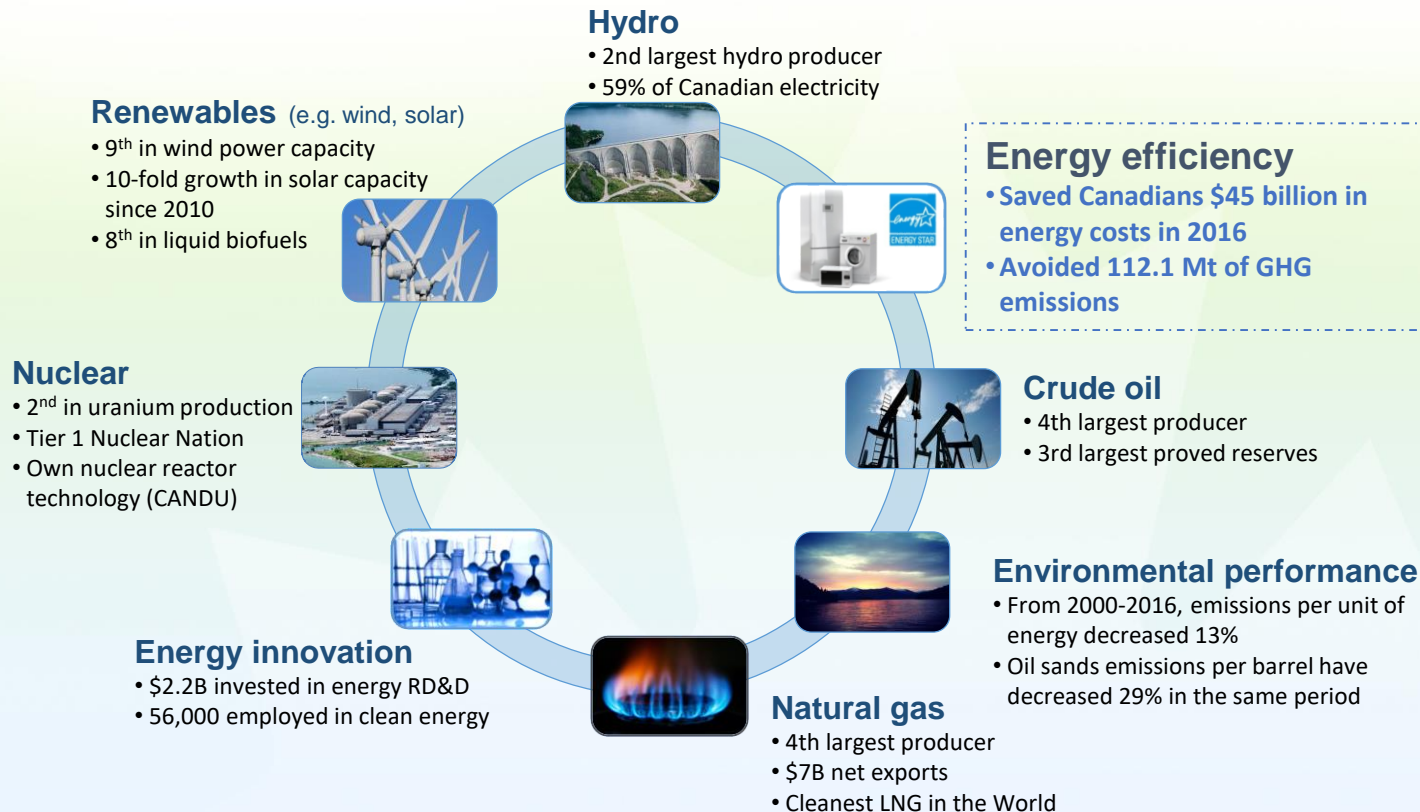 Hydro
• 2nd largest hydro producer
• 59% of Canadian electricity
Renewables (e.g. wind, solar)
• 9th in wind power capacity
• 10-fold growth in solar capacity
since 2010
• 8th in liquid biofuels
energy
ENERGY STAR
Energy efficiency
• Saved Canadians $45 billion in
energy costs in 2016
• Avoided 112.1 Mt of GHG
emissions
Nuclear
• 2nd in uranium production
• Tier 1 Nuclear Nation
• Own nuclear reactor
technology (CANDU)
Crude oil
• 4th largest producer
• 3rd largest proved reserves
Environmental performance
• From 2000-2016, emissions per unit of
energy decreased 13%
• Oil sands emissions per barrel have
decreased 29% in the same period
Energy innovation
• $2.2B invested in energy RD&D
• 56,000 employed in clean energy
Natural gas
• 4th largest producer
• $7B net exports
• Cleanest LNG in the World